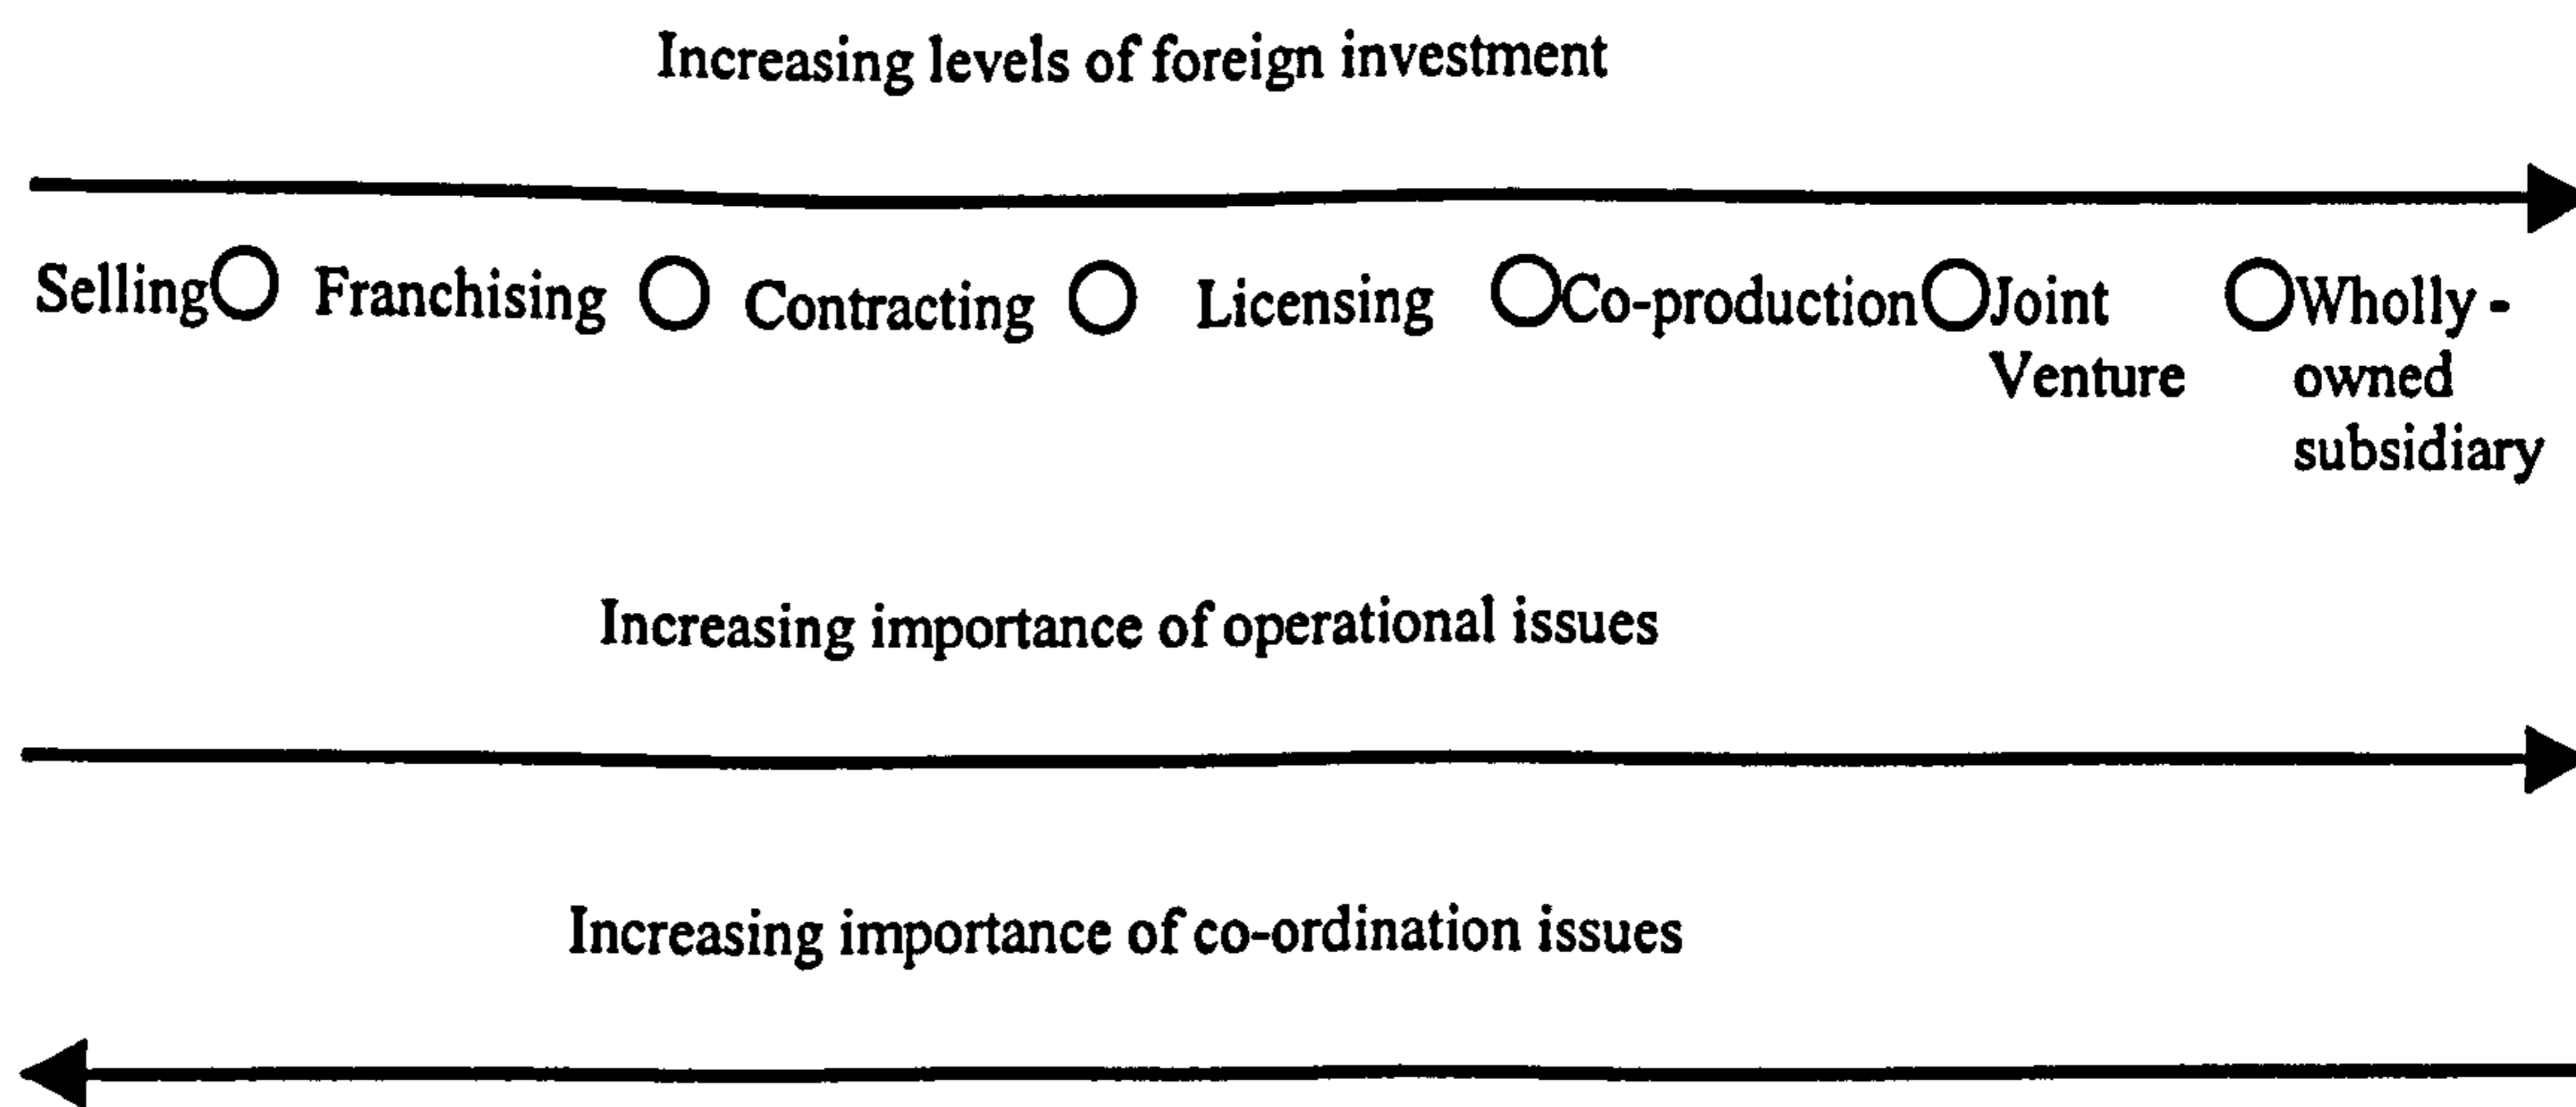 Increasing levels of foreign investment
Selling Franchising Contracting Licensing Co-production Joint Wholly -
Venture owned
subsidiary
Increasing importance of operational issues
Increasing importance of co-ordination issues